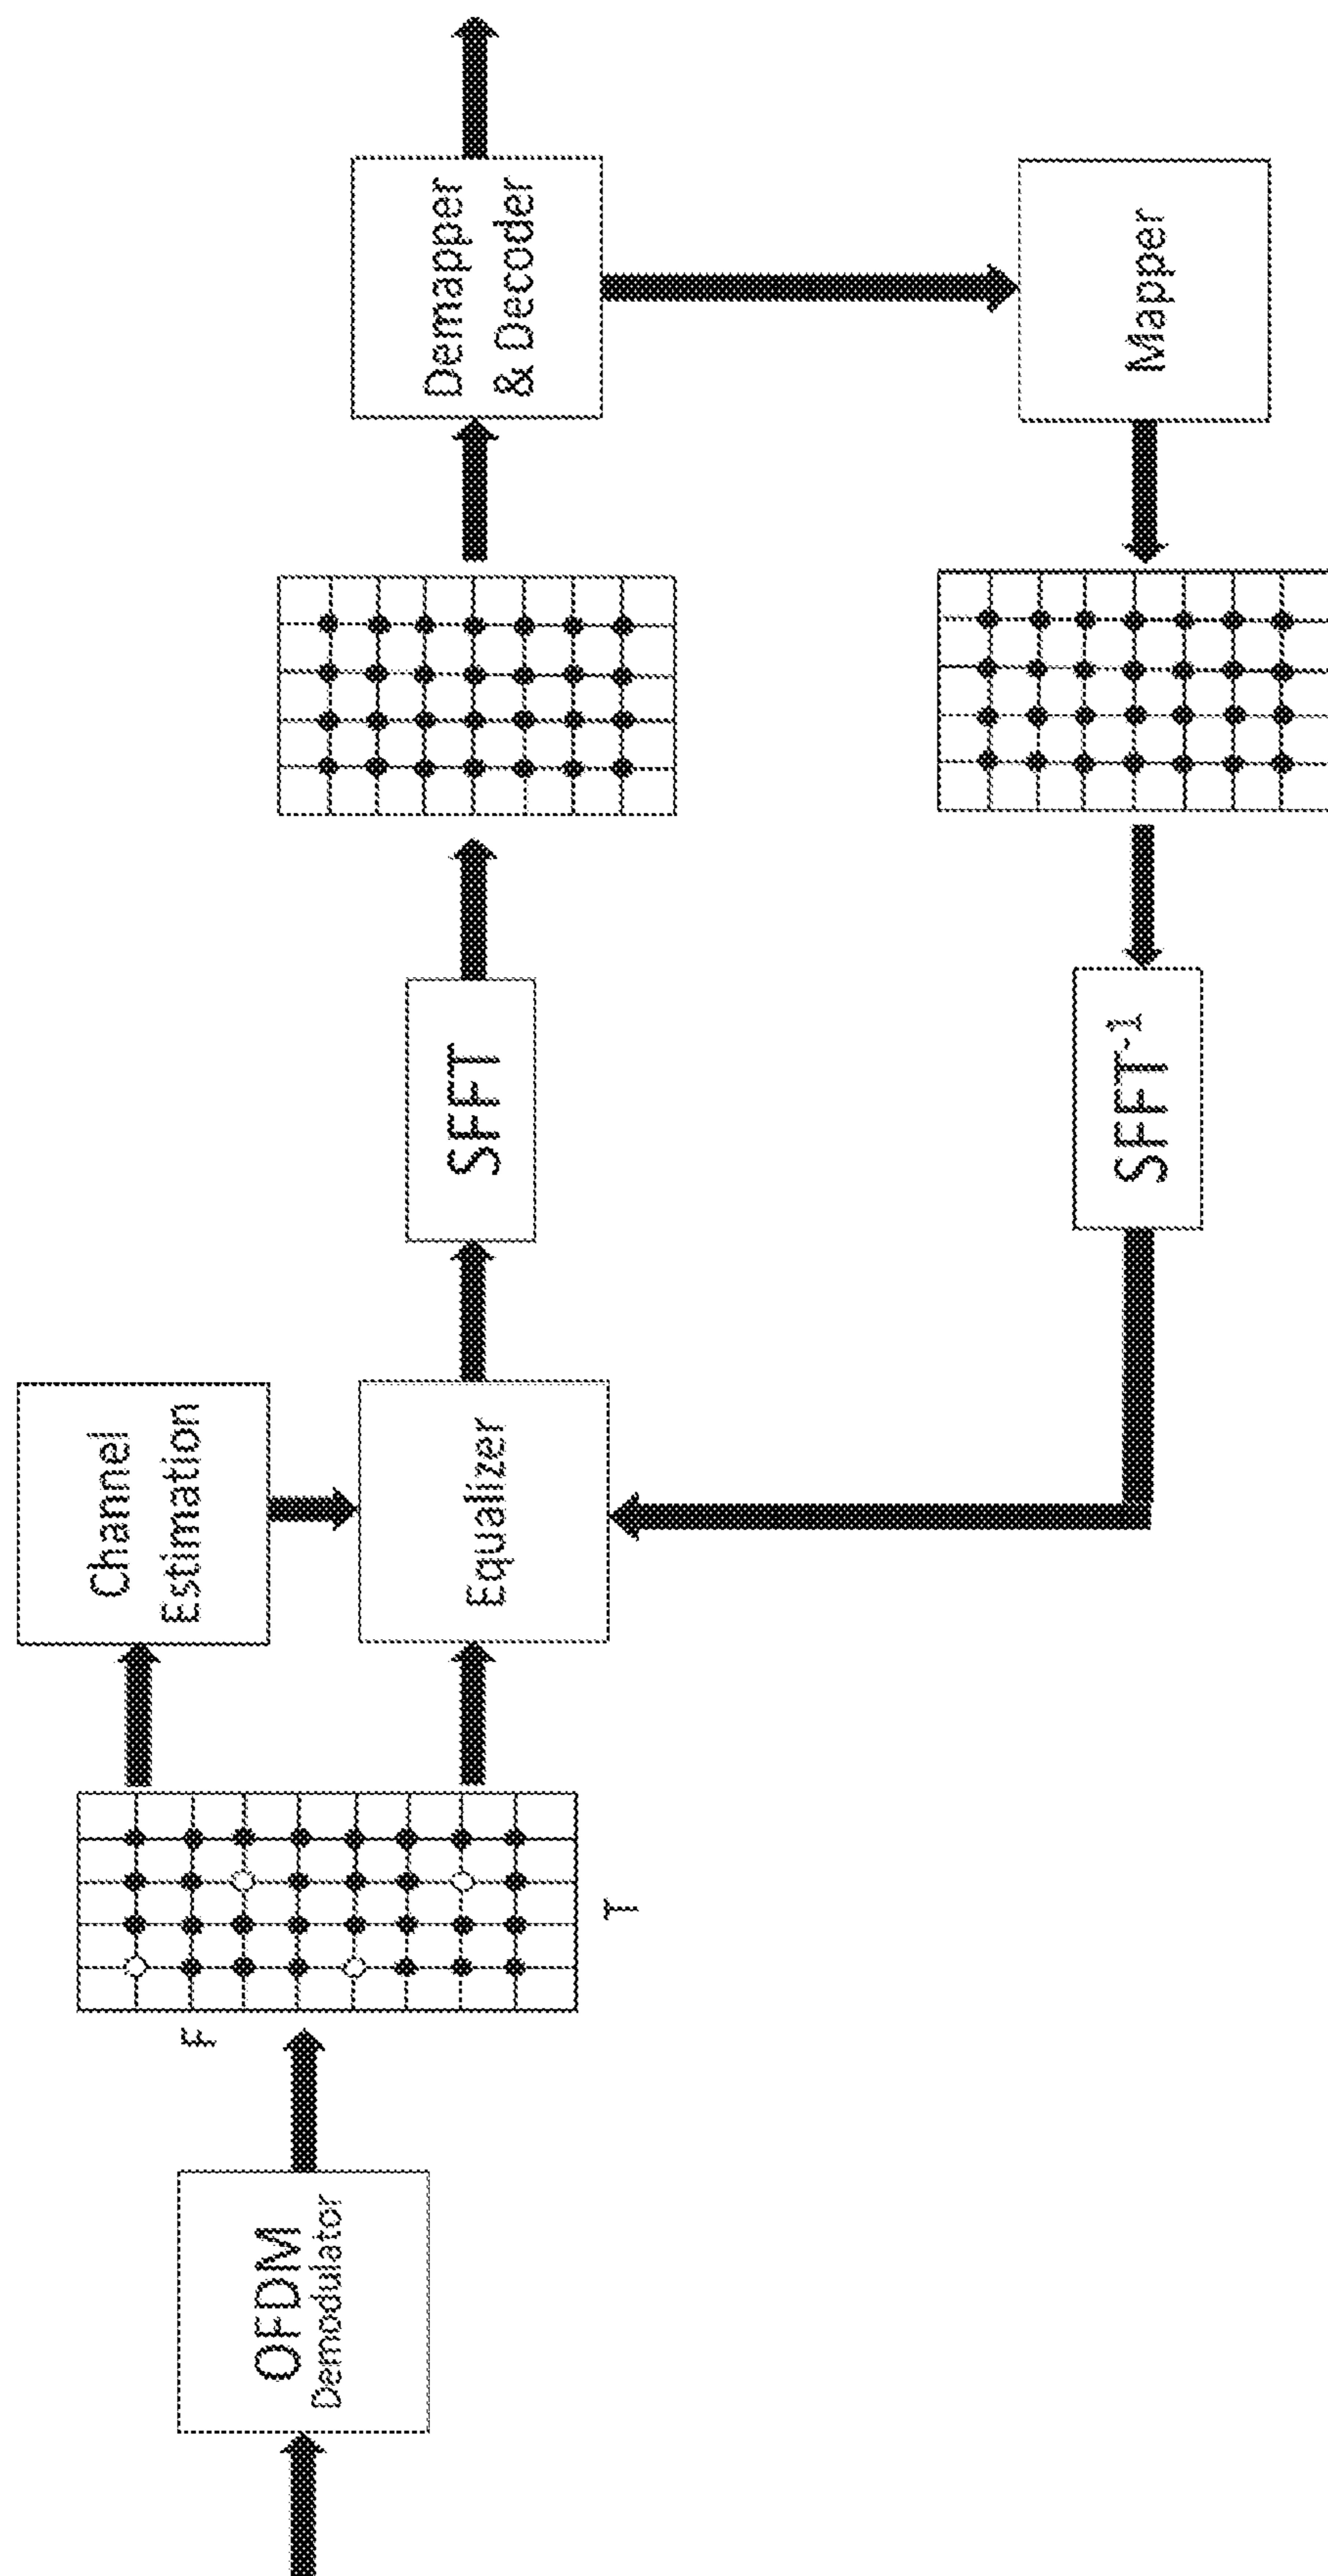 OFDM
Demodulator
F
T
Channel
Estimation
Equalizer
SFFT
Demapper
& Decoder
Mapper
SFFT⁻¹